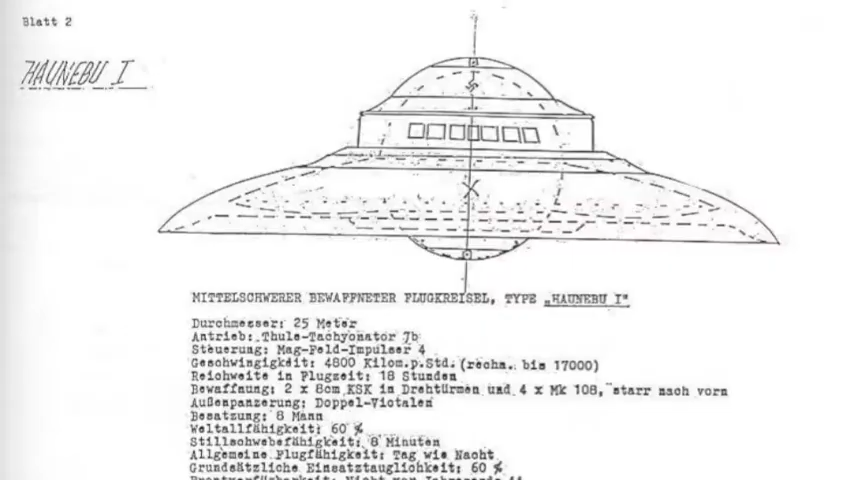 Blatt 2
HAUNEBU I
MITTELSCHWERER BEWAFFNETER FLUGKREISEL, TYPE „HAUNEBU I"
Durchmesser: 25 Meter
Antrieb: Thule-Tachyonator 7b
Steuerung: Mag-Feld-Impulser 4
Geschwingigkeit: 4800 Kilom.p.Std. (rechn. bis 17000)
Reichweite in Flugzeit: 18 Stunden
Bewaffnung: 2 x 8cm KSK in Drehtürmen und 4 x Mk 108, starr nach vorn
Außenpanzerung: Doppel-Victalen
Besatzung: 8 Mann
Weltallfähigkeit: 60 %
Stillschwebefähigkeit: 8 Minuten
Allgemeine Flugfähigkeit: Tag wie Nacht
Grundsätzliche Einsatztauglichkeit: 60 %